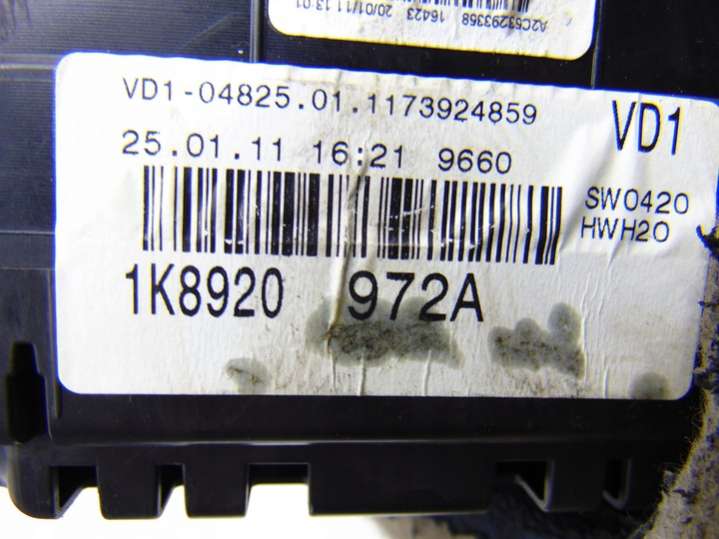 A2C53293358
16423 20/01/11 13:01
VD1-04825.01.1173924859
VD1
25.01.11 16:21 9660
SW0420
HWH20
1K8920 972A